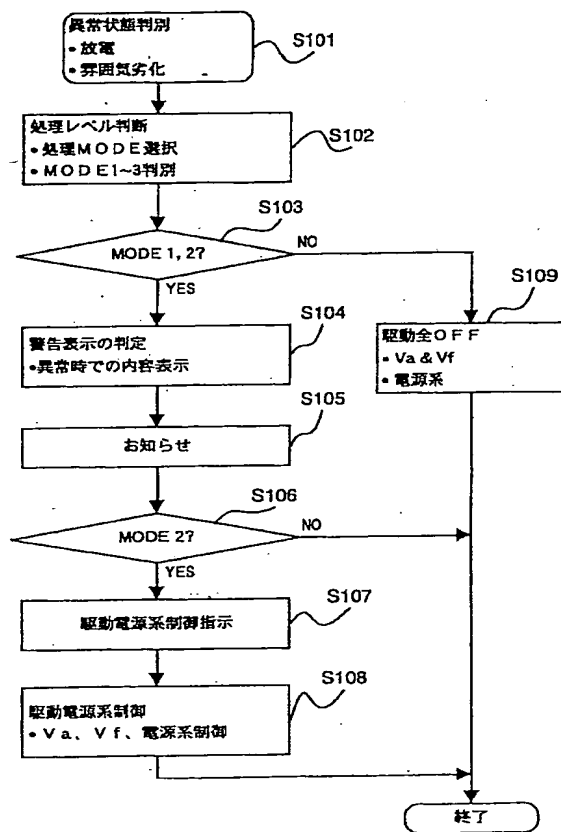 異常状態判別
•放電
•雰囲気劣化
S101
処理レベル判断
•処理MODE選択
•MODE1~3判別
S102
S103
MODE 1, 2?
NO
YES
S109
駆動全OFF
• Va & Vf
• 電源系
S104
警告表示の判定
•異常時での内容表示
S105
お知らせ
S106
MODE 2?
NO
YES
S107
駆動電源系制御指示
S108
駆動電源系制御
• Va、Vf、電源系制御
終了